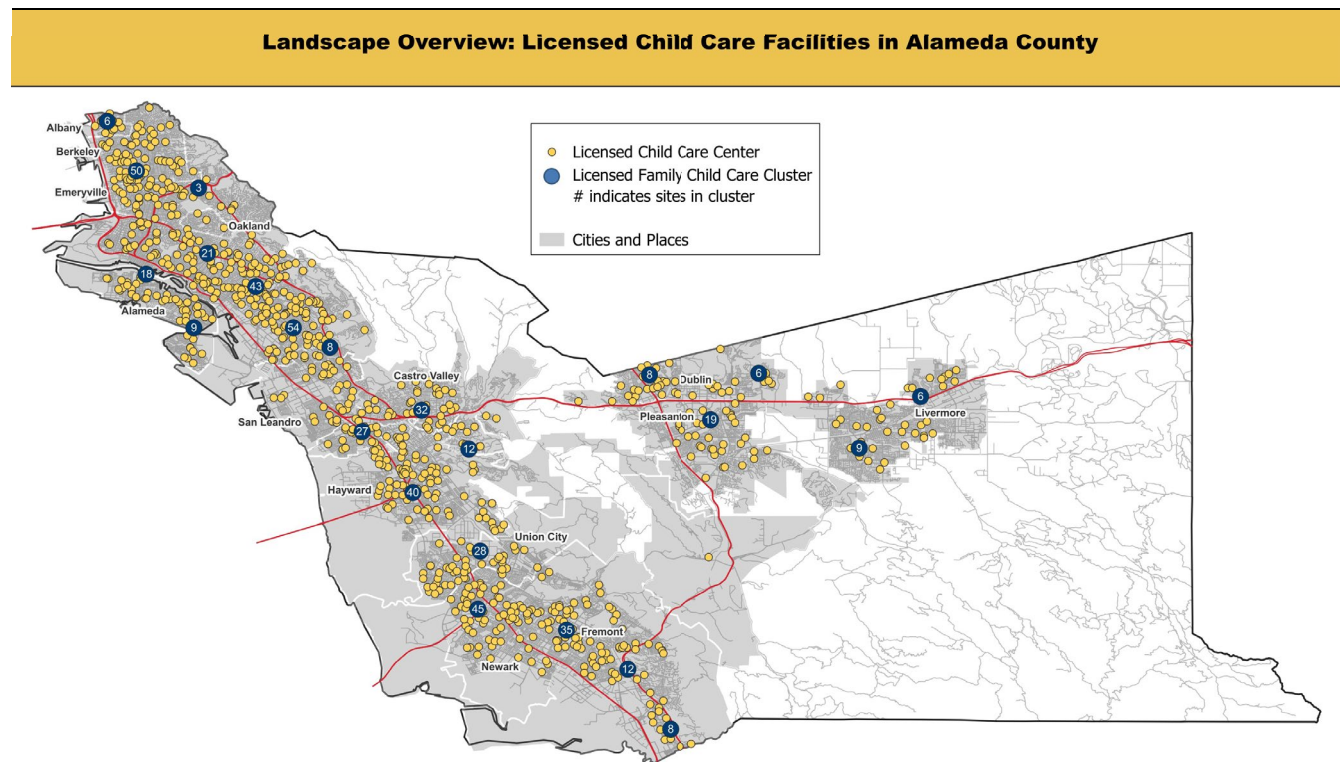 Landscape Overview: Licensed Child Care Facilities in Alameda County
Licensed Child Care Center
Licensed Family Child Care Cluster
# indicates sites in cluster
Cities and Places
Albany
6
Berkeley
50
Emeryville
3
Oakland
21
18
43
Alameda
9
54
8
Castro Valley
32
San Leandro
27
12
Hayward
40
8
Dublin
6
Pleasanton
19
6
Livermore
9
Union City
28
45
35
Fremont
Newark
12
8